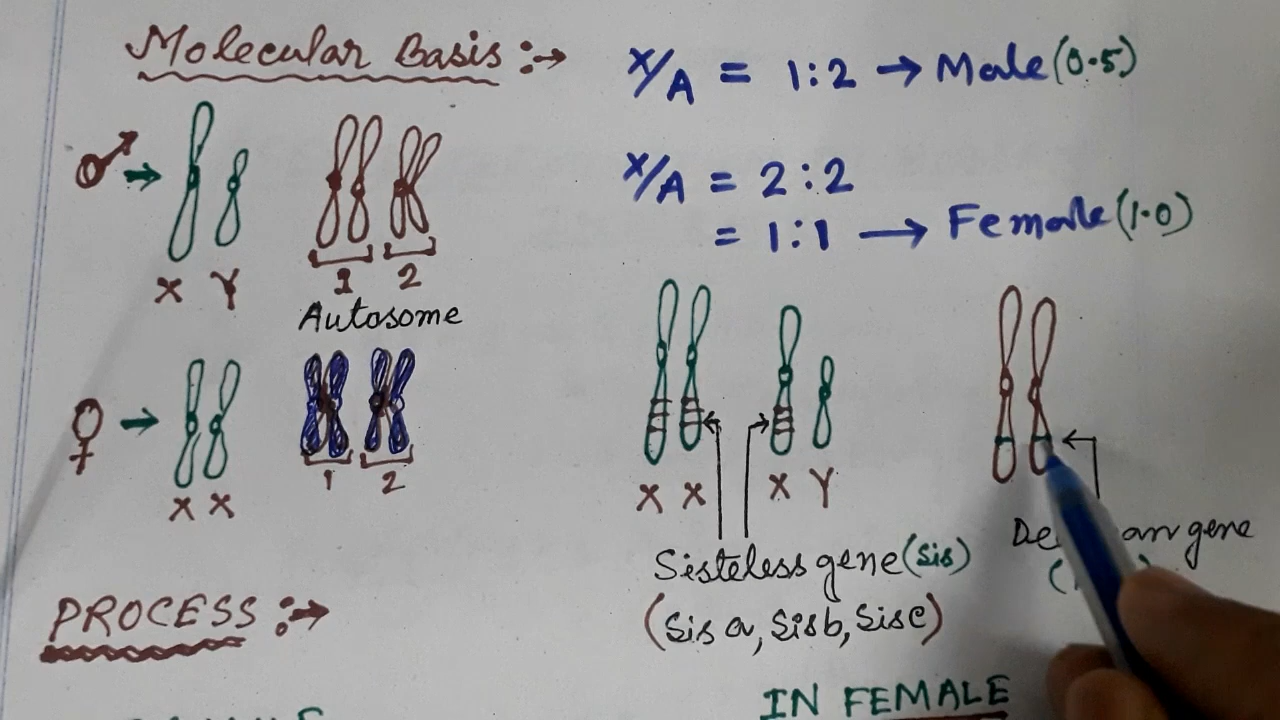 Molecular Basis :→
X/A = 1:2 → Male (0.5)
X/A = 2:2
= 1:1 → Female (1.0)
♂ →
X Y
1 2
Autosome
♀ →
X X
1 2
X X
X Y
Sisteless gene (Sis)
(Sis a, Sis b, Sis c)
gene
PROCESS :→
IN FEMALE